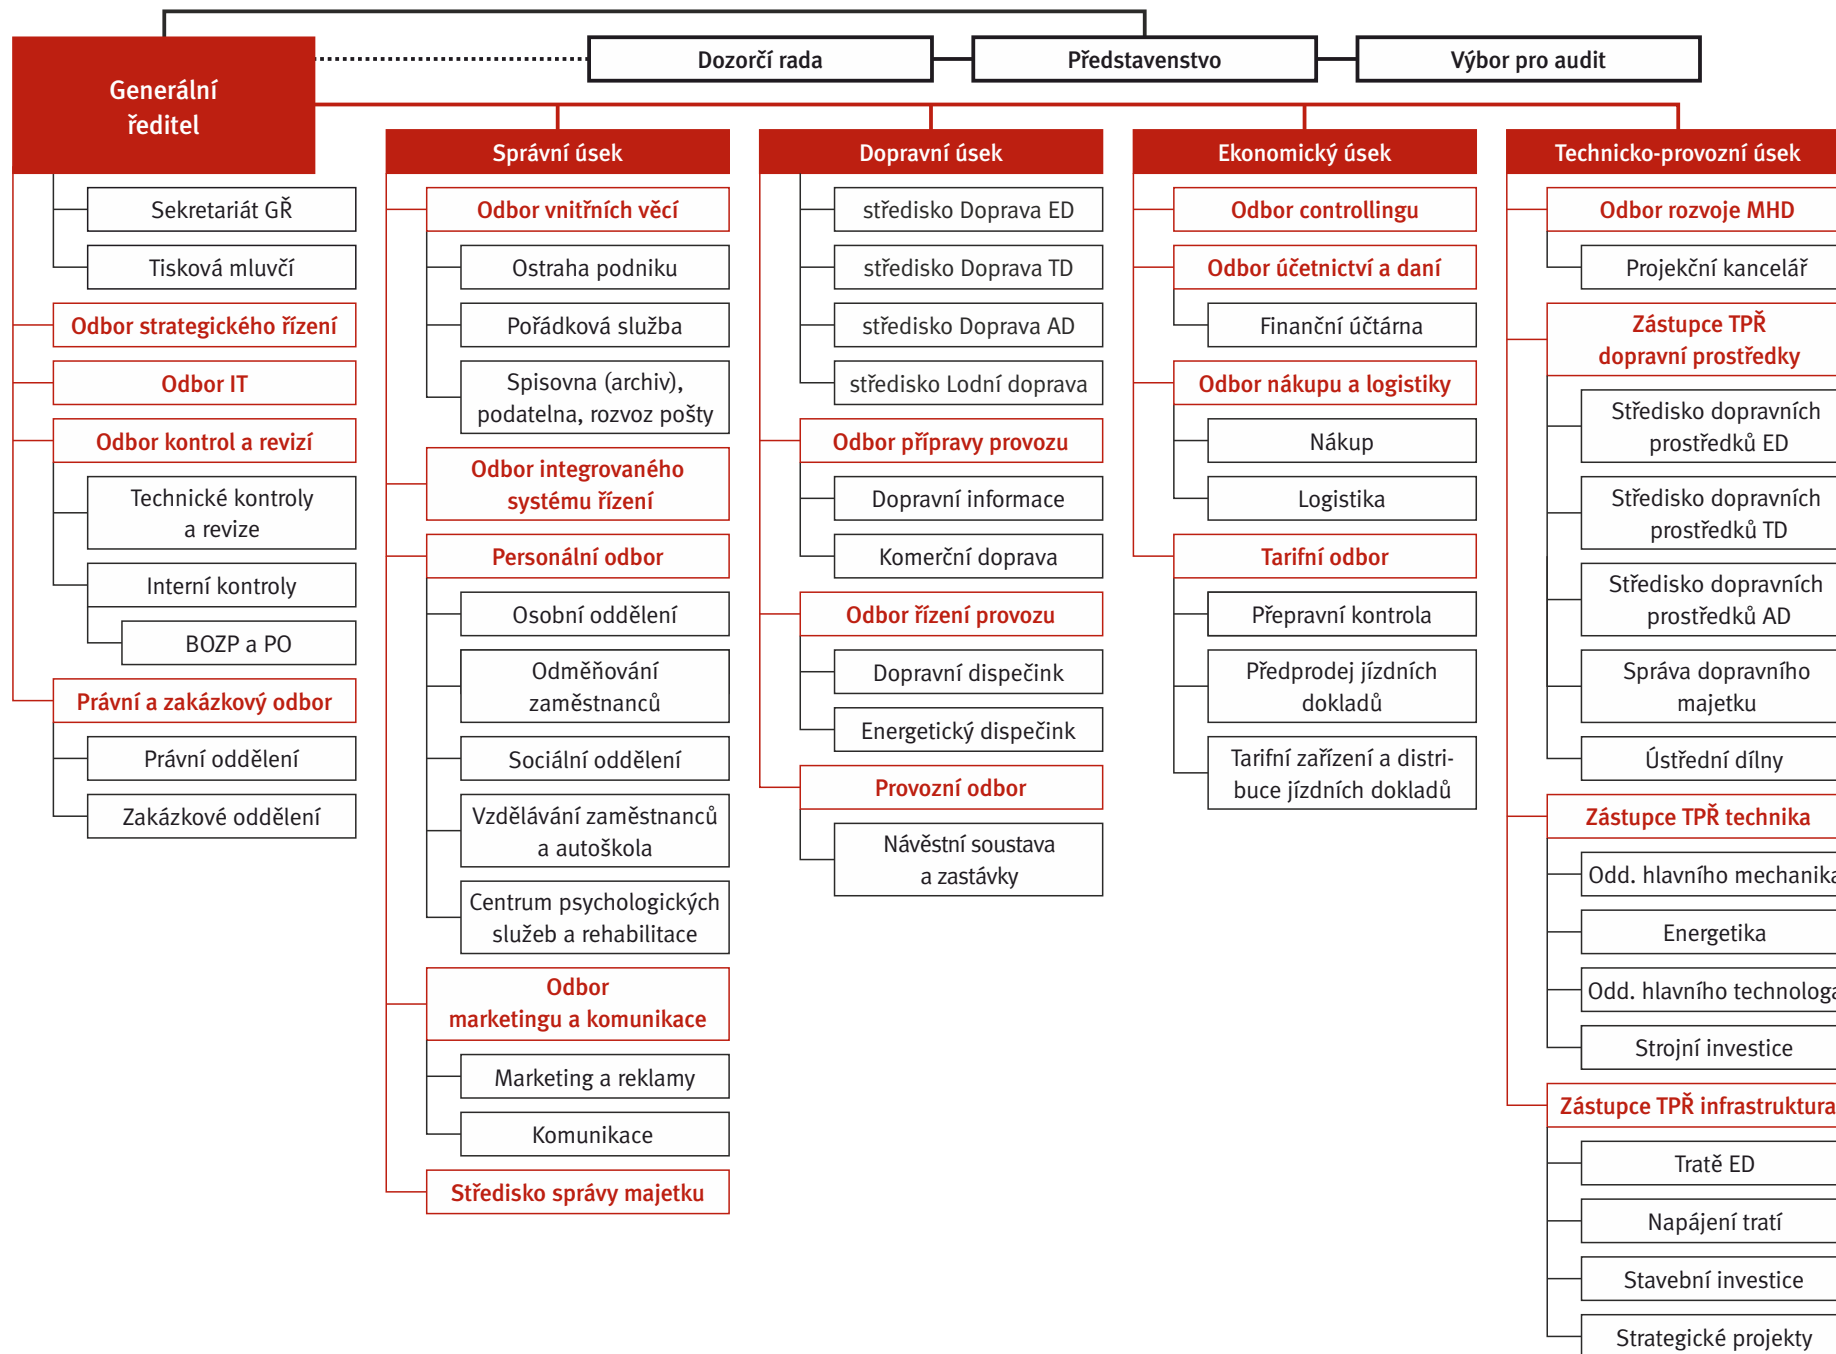 Dozorčí rada
Představenstvo
Výbor pro audit
Generální
ředitel
Sekretariát GŘ
Tisková mluvčí
Odbor strategického řízení
Odbor IT
Odbor kontrol a revizí
Technické kontroly
a revize
Interní kontroly
BOZP a PO
Právní a zakázkový odbor
Právní oddělení
Zakázkové oddělení
Správní úsek
Odbor vnitřních věcí
Ostraha podniku
Pořádková služba
Spisovna (archiv),
podatelna, rozvoz pošty
Odbor integrovaného
systému řízení
Personální odbor
Osobní oddělení
Odměňování
zaměstnanců
Sociální oddělení
Vzdělávání zaměstnanců
a autoškola
Centrum psychologických
služeb a rehabilitace
Odbor
marketingu a komunikace
Marketing a reklamy
Komunikace
Středisko správy majetku
Dopravní úsek
středisko Doprava ED
středisko Doprava TD
středisko Doprava AD
středisko Lodní doprava
Odbor přípravy provozu
Dopravní informace
Komerční doprava
Odbor řízení provozu
Dopravní dispečink
Energetický dispečink
Provozní odbor
Návěstní soustava
a zastávky
Ekonomický úsek
Odbor controllingu
Odbor účetnictví a daní
Finanční účtárna
Odbor nákupu a logistiky
Nákup
Logistika
Tarifní odbor
Přepravní kontrola
Předprodej jízdních
dokladů
Tarifní zařízení a distri-
buce jízdních dokladů
Technicko-provozní úsek
Odbor rozvoje MHD
Projekční kancelář
Zástupce TPŘ
dopravní prostředky
Středisko dopravních
prostředků ED
Středisko dopravních
prostředků TD
Středisko dopravních
prostředků AD
Správa dopravního
majetku
Ústřední dílny
Zástupce TPŘ technika
Odd. hlavního mechanika
Energetika
Odd. hlavního technologa
Strojní investice
Zástupce TPŘ infrastruktura
Tratě ED
Napájení tratí
Stavební investice
Strategické projekty